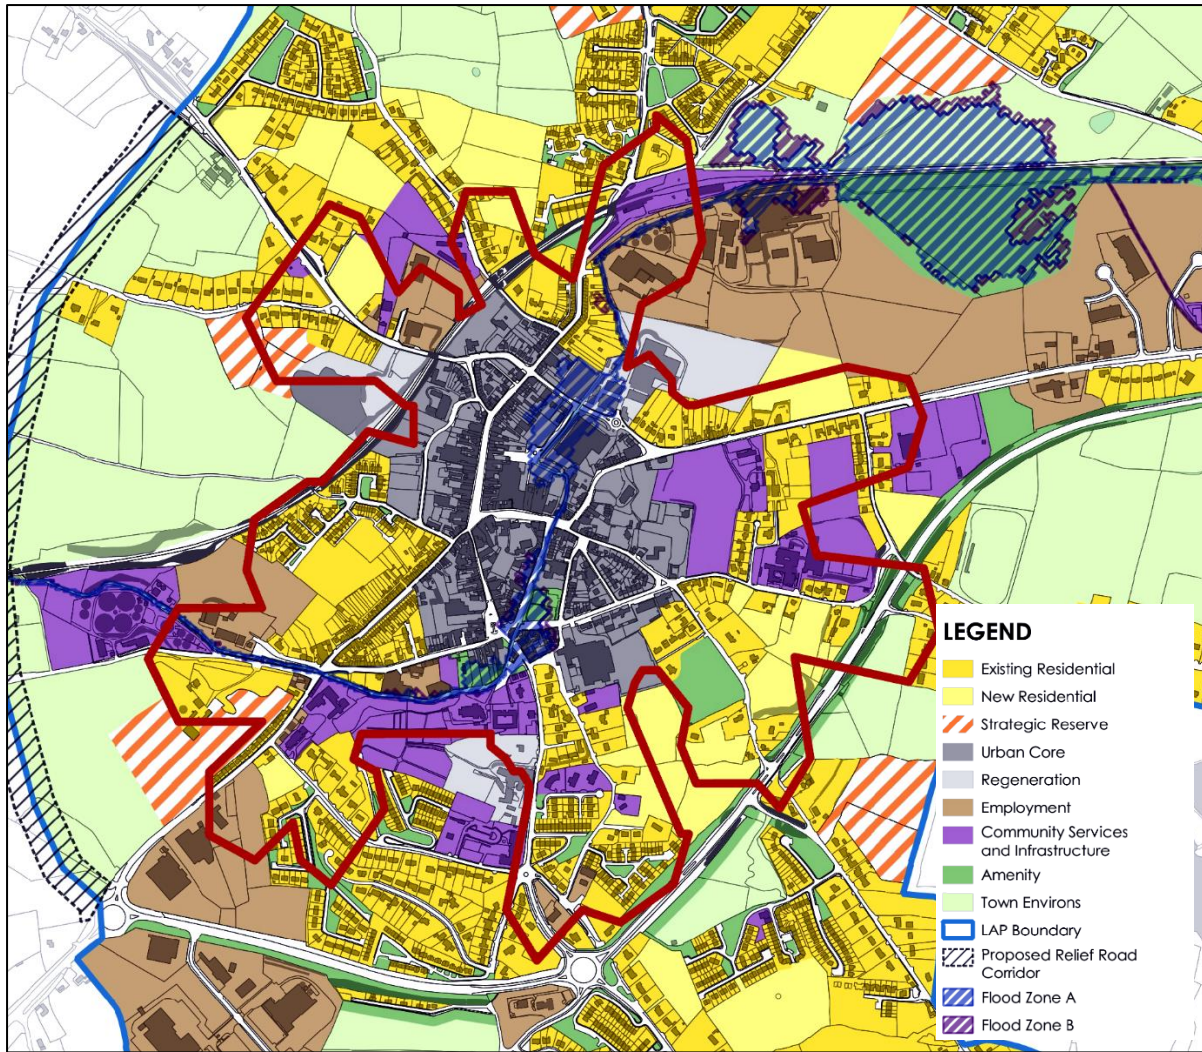 LEGEND
Existing Residential
New Residential
Strategic Reserve
Urban Core
Regeneration
Employment
Community Services
and Infrastructure
Amenity
Town Environs
LAP Boundary
Proposed Relief Road
Corridor
Flood Zone A
Flood Zone B